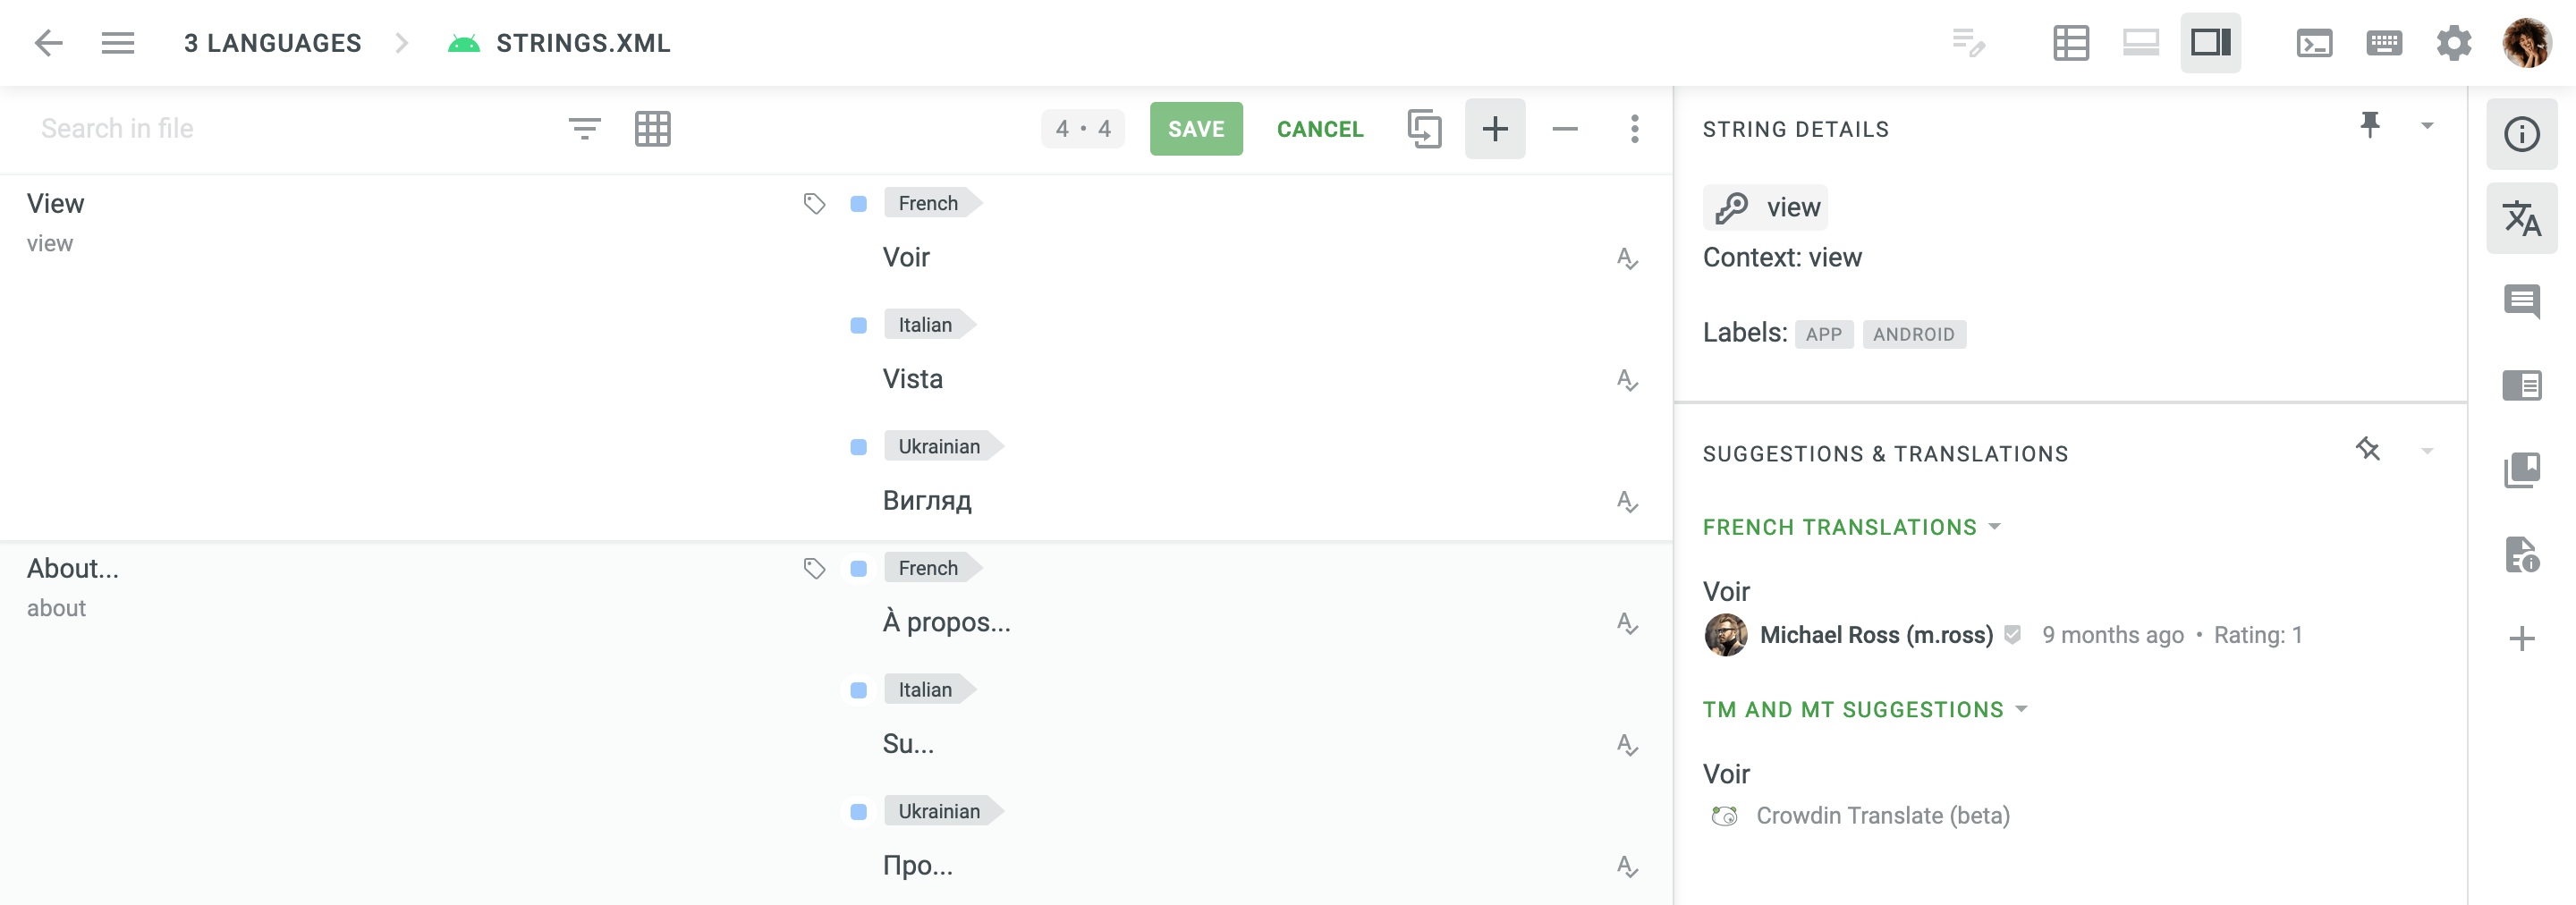 3 LANGUAGES
STRINGS.XML
Search in file
4 • 4
SAVE
CANCEL
View
view
French
Voir
Italian
Vista
Ukrainian
Вигляд
About...
about
French
À propos...
Italian
Su...
Ukrainian
Про...
STRING DETAILS
view
Context: view
Labels: APP ANDROID
SUGGESTIONS & TRANSLATIONS
FRENCH TRANSLATIONS
Voir
Michael Ross (m.ross) 9 months ago • Rating: 1
TM AND MT SUGGESTIONS
Voir
Crowdin Translate (beta)